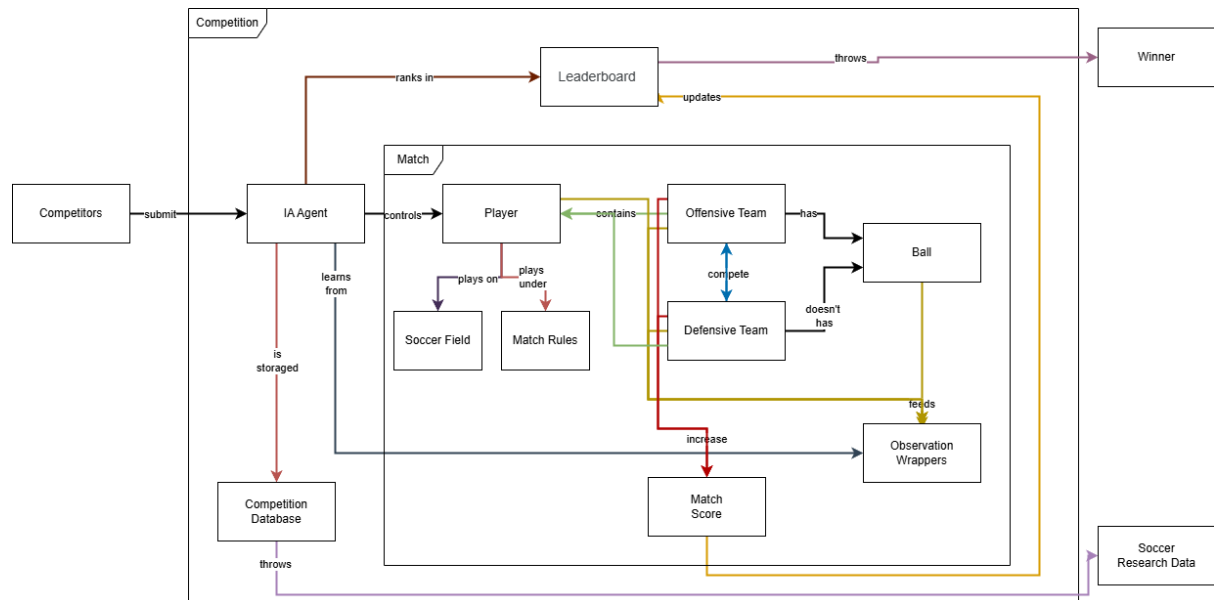 Competition
Leaderboard
throws
Winner
ranks in
updates
Match
Competitors
submit
IA Agent
controls
Player
contains
Offensive Team
has
Ball
learns
from
plays on
plays
under
compete
doesn't
has
Soccer Field
Match Rules
Defensive Team
is
storaged
feeds
increase
Observation
Wrappers
Competition
Database
Match
Score
throws
Soccer
Research Data